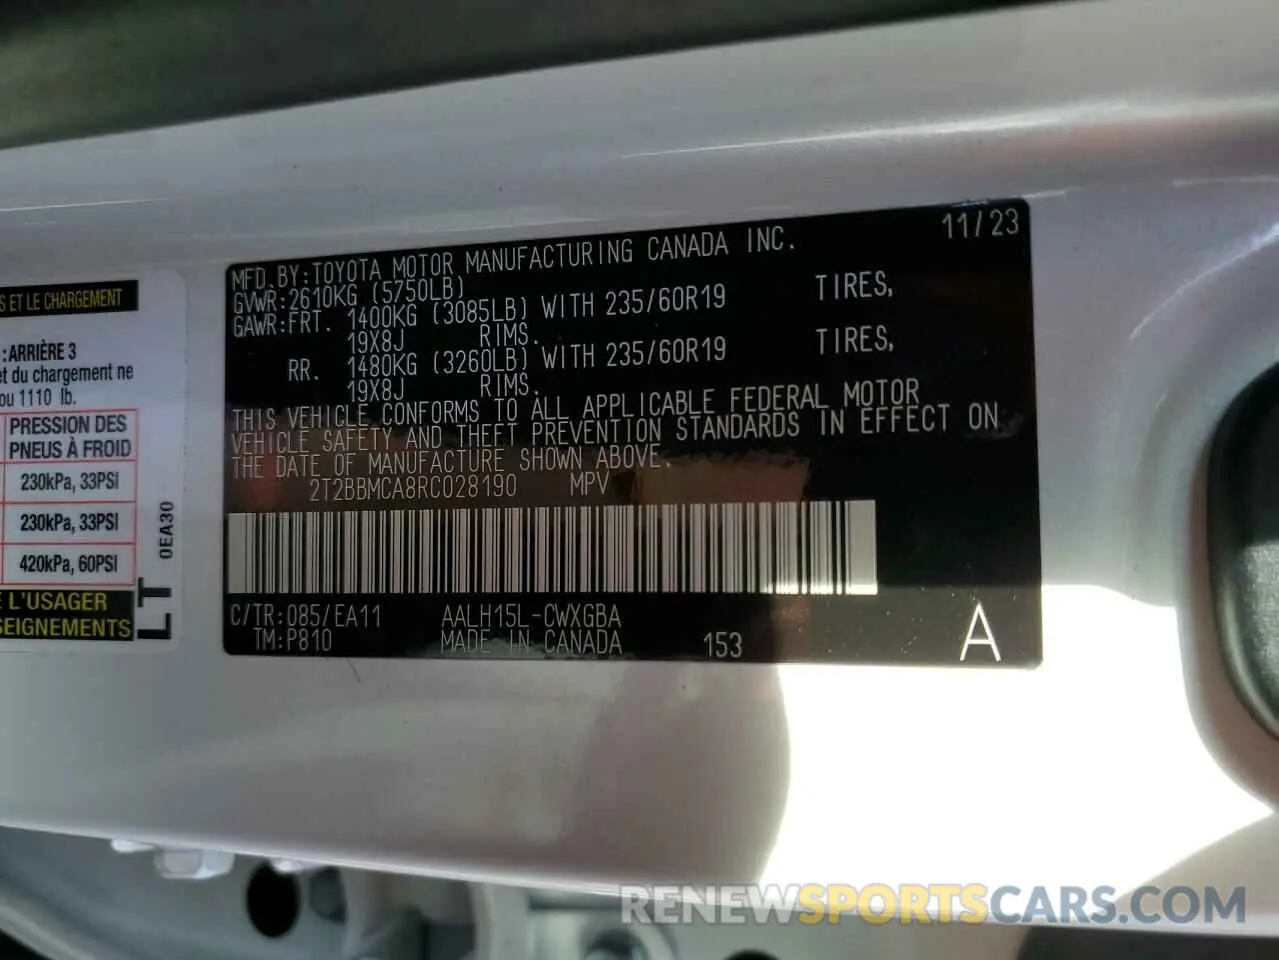 S ET LE CHARGEMENT
: ARRIÈRE 3
et du chargement ne
ou 1110 lb.
PRESSION DES
PNEUS À FROID
230kPa, 33PSI
230kPa, 33PSI
420kPa, 60PSI
L'USAGER
SEIGNEMENTS
LT 0EA30
MFD.BY:TOYOTA MOTOR MANUFACTURING CANADA INC. 11/23
GVWR:2610KG (5750LB)
GAWR:FRT. 1400KG (3085LB) WITH 235/60R19 TIRES,
19X8J RIMS.
RR. 1480KG (3260LB) WITH 235/60R19 TIRES,
19X8J RIMS.
THIS VEHICLE CONFORMS TO ALL APPLICABLE FEDERAL MOTOR
VEHICLE SAFETY AND THEFT PREVENTION STANDARDS IN EFFECT ON
THE DATE OF MANUFACTURE SHOWN ABOVE.
2T2BBMCA8RC028190 MPV
C/TR:085/EA11 AALH15L-CWXGBA
TM:P810 MADE IN CANADA 153 A
RENEWSPORTSCARS.COM